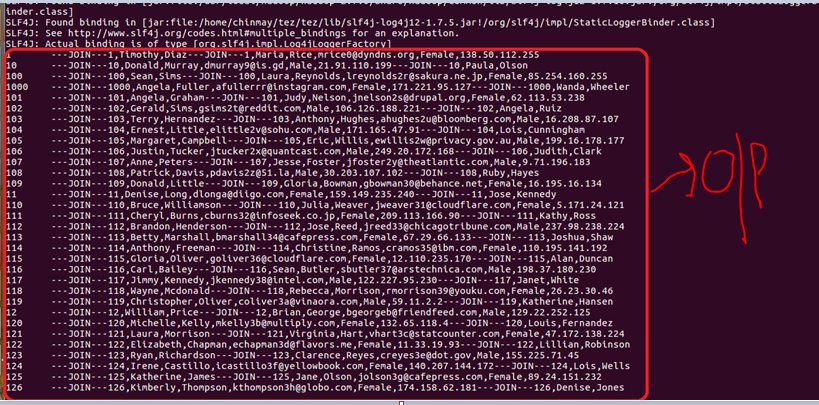 inder.class]
SLF4J: Found binding in [jar:file:/home/chinmay/tez/tez/lib/slf4j-log4j12-1.7.5.jar!/org/slf4j/impl/StaticLoggerBinder.class]
SLF4J: See http://www.slf4j.org/codes.html#multiple_bindings for an explanation.
SLF4J: Actual binding is of type [org.slf4j.impl.Log4jLoggerFactory]
1 ---JOIN---1,Timothy,Diaz---JOIN---1,Maria,Rice,mrice0@dyndns.org,Female,138.50.112.255
10 ---JOIN---10,Donald,Murray,dmurray9@is.gd,Male,21.91.110.199---JOIN---10,Paula,Olson
100 ---JOIN---100,Sean,Sims---JOIN---100,Laura,Reynolds,lreynolds2r@sakura.ne.jp,Female,85.254.160.255
1000 ---JOIN---1000,Angela,Fuller,afullerrr@instagram.com,Female,171.221.95.127---JOIN---1000,Wanda,Wheeler
101 ---JOIN---101,Angela,Graham---JOIN---101,Judy,Nelson,jnelson2s@drupal.org,Female,62.113.53.238
102 ---JOIN---102,Gerald,Sims,gsims2t@reddit.com,Male,106.126.188.221---JOIN---102,Angela,Ruiz
103 ---JOIN---103,Terry,Hernandez---JOIN---103,Anthony,Hughes,ahughes2u@bloomberg.com,Male,16.208.87.107
104 ---JOIN---104,Ernest,Little,elittle2v@sohu.com,Male,171.165.47.91---JOIN---104,Lois,Cunningham
105 ---JOIN---105,Margaret,Campbell---JOIN---105,Eric,Willis,ewillis2w@privacy.gov.au,Male,199.16.178.177
106 ---JOIN---106,Justin,Tucker,jtucker2x@quantcast.com,Male,249.20.172.168---JOIN---106,Judith,Clark
107 ---JOIN---107,Anne,Peters---JOIN---107,Jesse,Foster,jfoster2y@theatlantic.com,Male,9.71.196.183
108 ---JOIN---108,Patrick,Davis,pdavis2z@51.la,Male,30.203.107.102---JOIN---108,Ruby,Hayes
109 ---JOIN---109,Donald,Little---JOIN---109,Gloria,Bowman,gbowman30@behance.net,Female,16.195.16.134
11 ---JOIN---11,Denise,Long,dlonga@diigo.com,Female,159.149.235.240---JOIN---11,Jose,Kennedy
110 ---JOIN---110,Bruce,Williamson---JOIN---110,Julia,Weaver,jweaver31@cloudflare.com,Female,5.171.24.121
111 ---JOIN---111,Cheryl,Burns,cburns32@infoseek.co.jp,Female,209.113.166.90---JOIN---111,Kathy,Ross
112 ---JOIN---112,Brandon,Henderson---JOIN---112,Jose,Reed,jreed33@chicagotribune.com,Male,237.98.238.224
113 ---JOIN---113,Betty,Marshall,bmarshall34@cafepress.com,Female,67.29.66.133---JOIN---113,Joshua,Shaw
114 ---JOIN---114,Anthony,Freeman---JOIN---114,Christine,Ramos,cramos35@ibm.com,Female,110.195.141.192
115 ---JOIN---115,Gloria,Oliver,goliver36@cloudflare.com,Female,12.110.235.170---JOIN---115,Alan,Duncan
116 ---JOIN---116,Carl,Bailey---JOIN---116,Sean,Butler,sbutler37@arstechnica.com,Male,198.37.180.230
117 ---JOIN---117,Jimmy,Kennedy,jkennedy38@intel.com,Male,122.227.95.230---JOIN---117,Janet,White
118 ---JOIN---118,Wayne,Mcdonald---JOIN---118,Rebecca,Morrison,rmorrison39@youku.com,Female,26.23.30.46
119 ---JOIN---119,Christopher,Oliver,coliver3a@vinaora.com,Male,59.11.2.2---JOIN---119,Katherine,Hansen
12 ---JOIN---12,William,Price---JOIN---12,Brian,George,bgeorgeb@friendfeed.com,Male,129.22.252.125
120 ---JOIN---120,Michelle,Kelly,mkelly3b@multiply.com,Female,132.65.118.4---JOIN---120,Louis,Fernandez
121 ---JOIN---121,Laura,Morrison---JOIN---121,Virginia,Hart,vhart3c@statcounter.com,Female,47.172.138.224
122 ---JOIN---122,Elizabeth,Chapman,echapman3d@flavors.me,Female,11.33.19.93---JOIN---122,Lillian,Robinson
123 ---JOIN---123,Ryan,Richardson---JOIN---123,Clarence,Reyes,creyes3e@dot.gov,Male,155.225.71.45
124 ---JOIN---124,Irene,Castillo,icastillo3f@yellowbook.com,Female,140.207.144.172---JOIN---124,Lois,Wells
125 ---JOIN---125,Katherine,James---JOIN---125,Jane,Olson,jolson3g@cafepress.com,Female,89.24.151.232
126 ---JOIN---126,Kimberly,Thompson,kthompson3h@globo.com,Female,174.158.62.181---JOIN---126,Denise,Jones
O/P